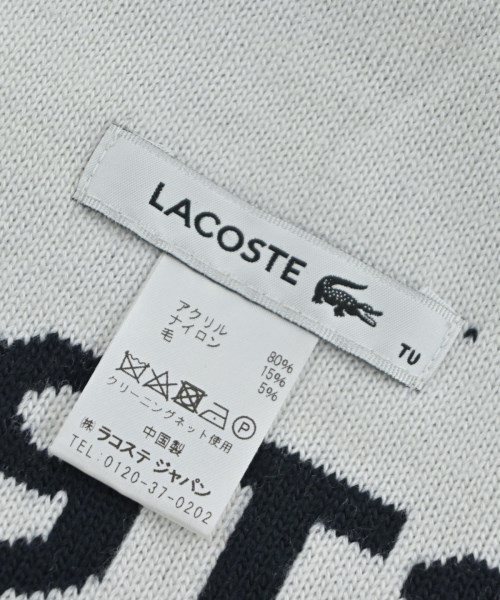 LACOSTE
TU
アクリル 80%
ナイロン 15%
毛 5%
P
クリーニングネット使用
中国製
㈱ ラコステ ジャパン
TEL: 0120-37-0202
ST